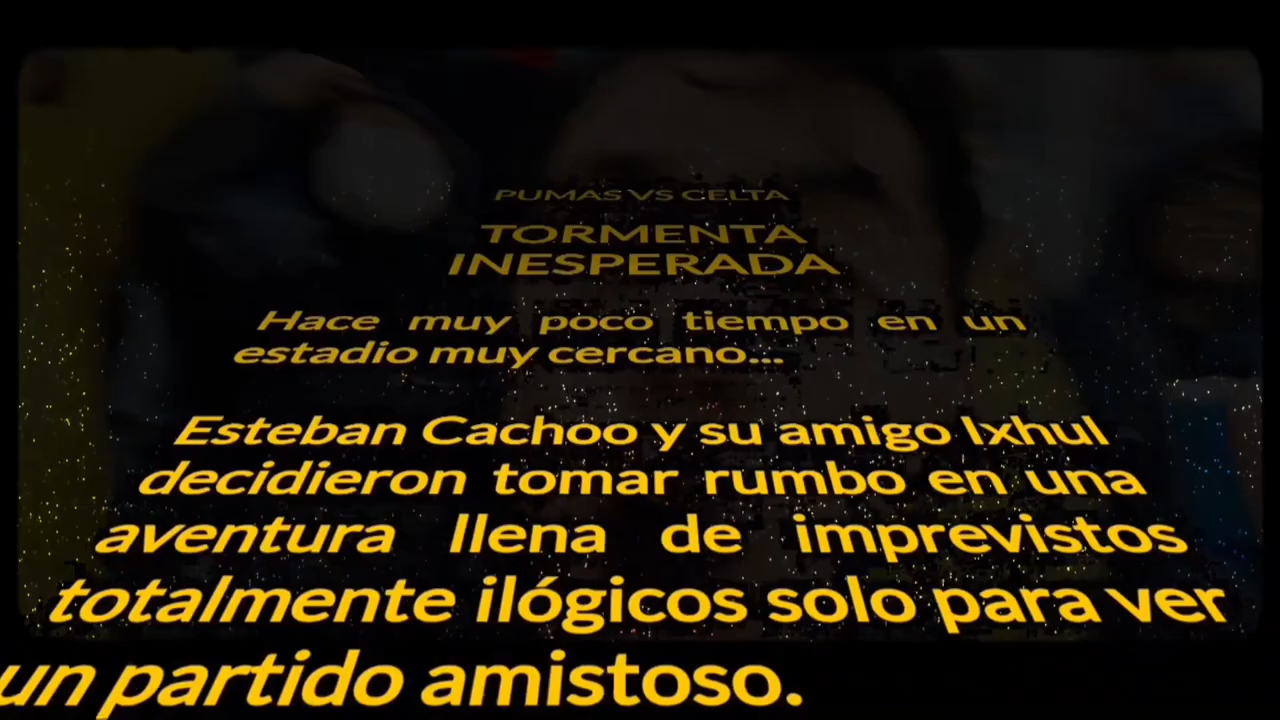 PUMAS VS CELTA
TORMENTA
INESPERADA
Hace muy poco tiempo en un
estadio muy cercano...
Esteban Cachoo y su amigo Ixhul
decidieron tomar rumbo en una
aventura llena de imprevistos
totalmente ilógicos solo para ver
un partido amistoso.